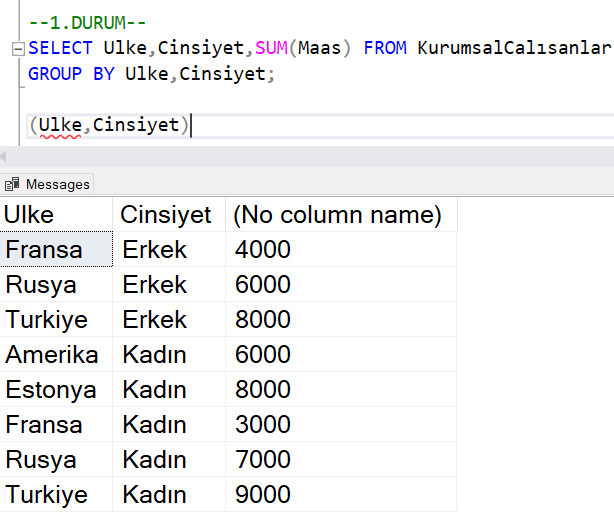 --1.DURUM--
SELECT Ulke,Cinsiyet,SUM(Maas) FROM KurumsalCalısanlar
GROUP BY Ulke,Cinsiyet;
(Ulke,Cinsiyet)
Messages
Ulke Cinsiyet (No column name)
Fransa Erkek 4000
Rusya Erkek 6000
Turkiye Erkek 8000
Amerika Kadın 6000
Estonya Kadın 8000
Fransa Kadın 3000
Rusya Kadın 7000
Turkiye Kadın 9000